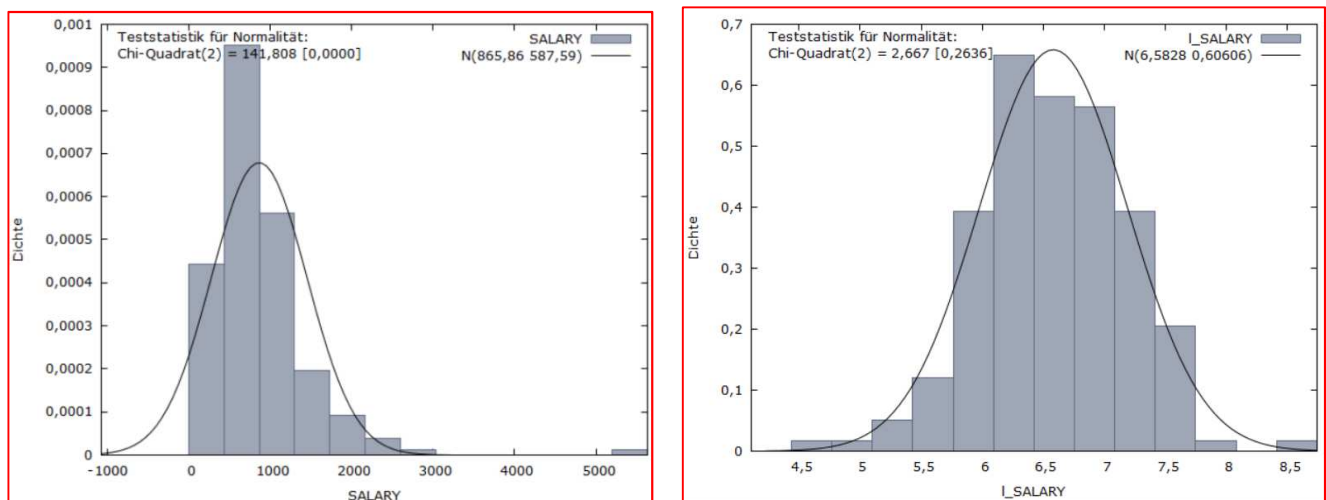 Teststatistik für Normalität:
Chi-Quadrat(2) = 141,808 [0,0000]
SALARY
N(865,86 587,59)
0,001
0,0009
0,0008
0,0007
0,0006
0,0005
0,0004
0,0003
0,0002
0,0001
0
Dichte
-1000
0
1000
2000
3000
4000
5000
SALARY
Teststatistik für Normalität:
Chi-Quadrat(2) = 2,667 [0,2636]
l_SALARY
N(6,5828 0,60606)
0,7
0,6
0,5
0,4
0,3
0,2
0,1
0
Dichte
4,5
5
5,5
6
6,5
7
7,5
8
8,5
l_SALARY